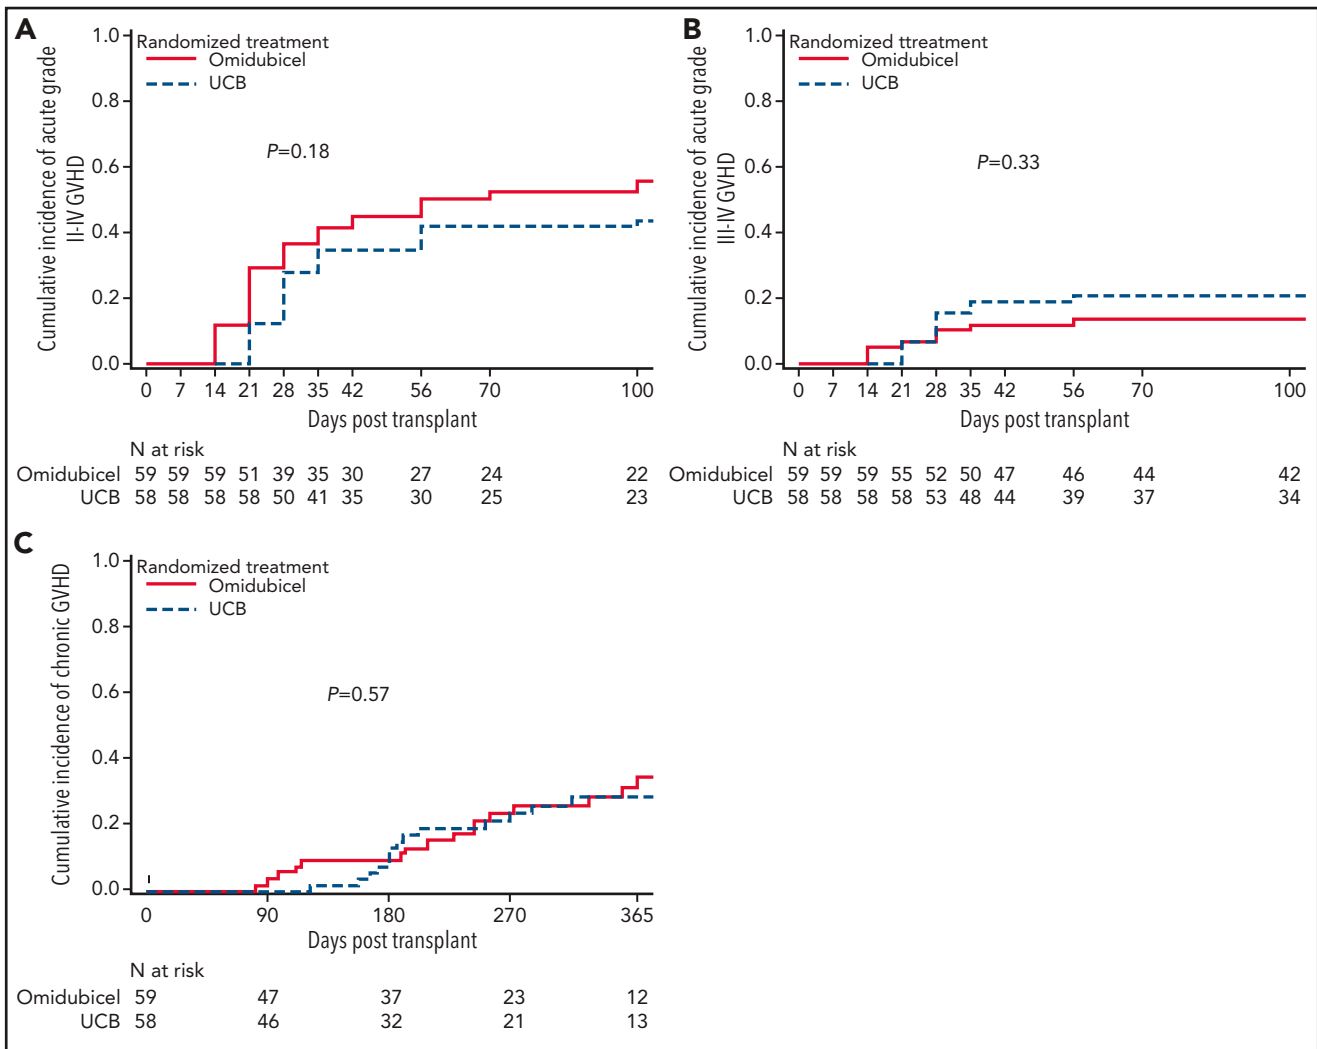 A
Cumulative incidence of acute grade
II-IV GVHD
1.0
0.8
0.6
0.4
0.2
0.0
Randomized treatment
Omidubicel
UCB
P=0.18
0 7 14 21 28 35 42 56 70 100
Days post transplant
N at risk
Omidubicel 59 59 59 51 39 35 30 27 24 22
UCB 58 58 58 58 50 41 35 30 25 23
B
Cumulative incidence of acute grade
III-IV GVHD
1.0
0.8
0.6
0.4
0.2
0.0
Randomized ttreatment
Omidubicel
UCB
P=0.33
0 7 14 21 28 35 42 56 70 100
Days post transplant
N at risk
Omidubicel 59 59 59 55 52 50 47 46 44 42
UCB 58 58 58 58 53 48 44 39 37 34
C
Cumulative incidence of chronic GVHD
1.0
0.8
0.6
0.4
0.2
0.0
Randomized treatment
Omidubicel
UCB
P=0.57
0 90 180 270 365
Days post transplant
N at risk
Omidubicel 59 47 37 23 12
UCB 58 46 32 21 13